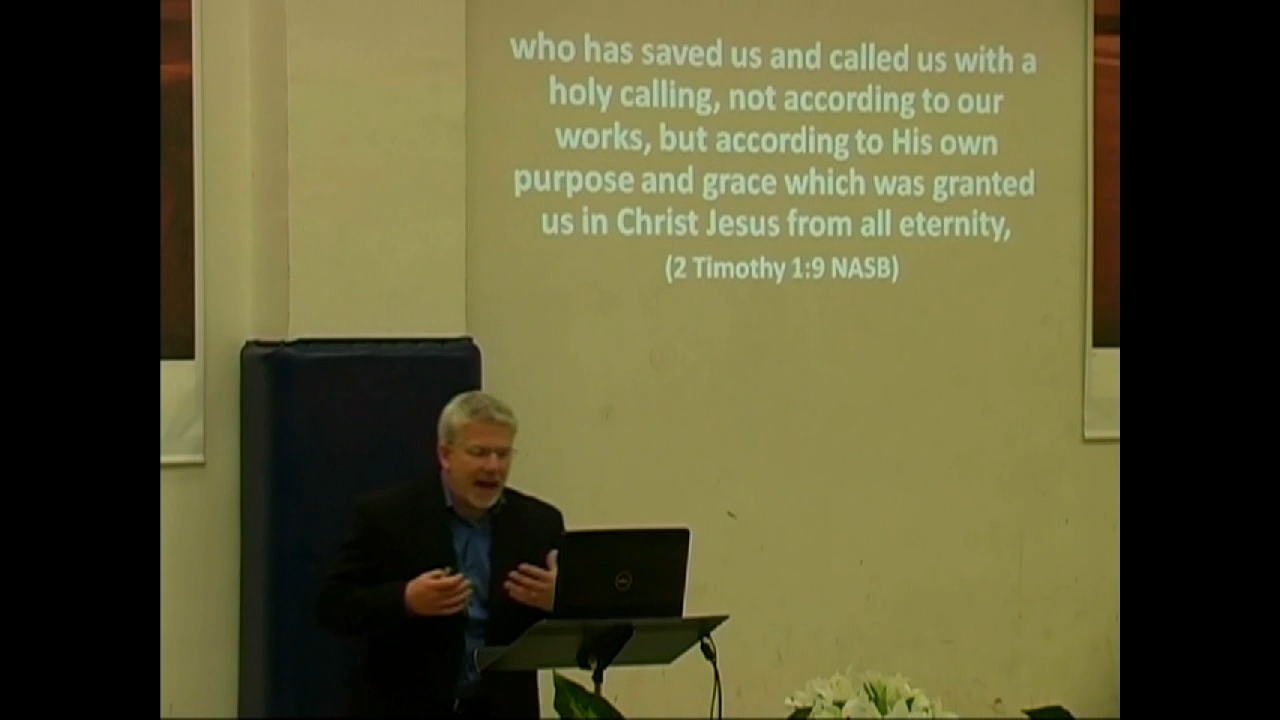 who has saved us and called us with a
holy calling, not according to our
works, but according to His own
purpose and grace which was granted
us in Christ Jesus from all eternity,
(2 Timothy 1:9 NASB)